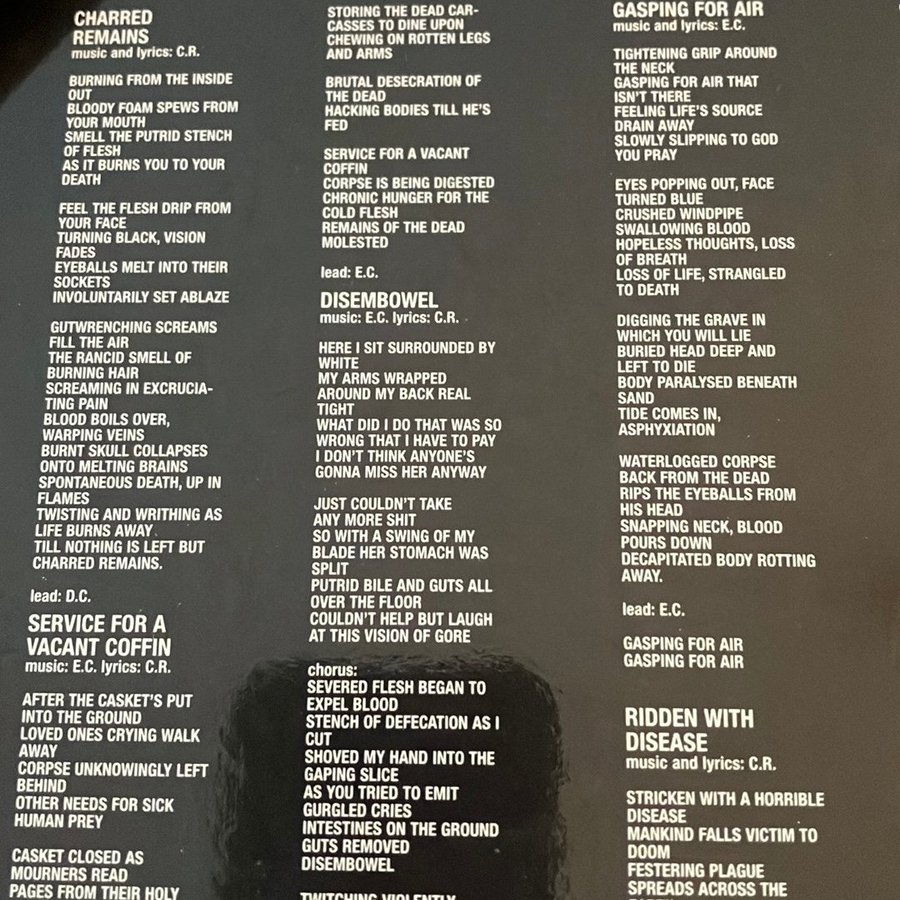 CHARRED
REMAINS
music and lyrics: C.R.
BURNING FROM THE INSIDE
OUT
BLOODY FOAM SPEWS FROM
YOUR MOUTH
SMELL THE PUTRID STENCH
OF FLESH
AS IT BURNS YOU TO YOUR
DEATH
FEEL THE FLESH DRIP FROM
YOUR FACE
TURNING BLACK, VISION
FADES
EYEBALLS MELT INTO THEIR
SOCKETS
INVOLUNTARILY SET ABLAZE
GUTWRENCHING SCREAMS
FILL THE AIR
THE RANCID SMELL OF
BURNING HAIR
SCREAMING IN EXCRUCIA-
TING PAIN
BLOOD BOILS OVER,
WARPING VEINS
BURNT SKULL COLLAPSES
ONTO MELTING BRAINS
SPONTANEOUS DEATH, UP IN
FLAMES
TWISTING AND WRITHING AS
LIFE BURNS AWAY
TILL NOTHING IS LEFT BUT
CHARRED REMAINS.
lead: D.C.
SERVICE FOR A
VACANT COFFIN
music: E.C. lyrics: C.R.
AFTER THE CASKET'S PUT
INTO THE GROUND
LOVED ONES CRYING WALK
AWAY
CORPSE UNKNOWINGLY LEFT
BEHIND
OTHER NEEDS FOR SICK
HUMAN PREY
CASKET CLOSED AS
MOURNERS READ
PAGES FROM THEIR HOLY
STORING THE DEAD CAR-
CASSES TO DINE UPON
CHEWING ON ROTTEN LEGS
AND ARMS
BRUTAL DESECRATION OF
THE DEAD
HACKING BODIES TILL HE'S
FED
SERVICE FOR A VACANT
COFFIN
CORPSE IS BEING DIGESTED
CHRONIC HUNGER FOR THE
COLD FLESH
REMAINS OF THE DEAD
MOLESTED
lead: E.C.
DISEMBOWEL
music: E.C. lyrics: C.R.
HERE I SIT SURROUNDED BY
WHITE
MY ARMS WRAPPED
AROUND MY BACK REAL
TIGHT
WHAT DID I DO THAT WAS SO
WRONG THAT I HAVE TO PAY
I DON'T THINK ANYONE'S
GONNA MISS HER ANYWAY
JUST COULDN'T TAKE
ANY MORE SHIT
SO WITH A SWING OF MY
BLADE HER STOMACH WAS
SPLIT
PUTRID BILE AND GUTS ALL
OVER THE FLOOR
COULDN'T HELP BUT LAUGH
AT THIS VISION OF GORE
chorus:
SEVERED FLESH BEGAN TO
EXPEL BLOOD
STENCH OF DEFECATION AS I
CUT
SHOVED MY HAND INTO THE
GAPING SLICE
AS YOU TRIED TO EMIT
GURGLED CRIES
INTESTINES ON THE GROUND
GUTS REMOVED
DISEMBOWEL
TWITCHING VIOLENTLY
GASPING FOR AIR
music and lyrics: E.C.
TIGHTENING GRIP AROUND
THE NECK
GASPING FOR AIR THAT
ISN'T THERE
FEELING LIFE'S SOURCE
DRAIN AWAY
SLOWLY SLIPPING TO GOD
YOU PRAY
EYES POPPING OUT, FACE
TURNED BLUE
CRUSHED WINDPIPE
SWALLOWING BLOOD
HOPELESS THOUGHTS, LOSS
OF BREATH
LOSS OF LIFE, STRANGLED
TO DEATH
DIGGING THE GRAVE IN
WHICH YOU WILL LIE
BURIED HEAD DEEP AND
LEFT TO DIE
BODY PARALYSED BENEATH
SAND
TIDE COMES IN,
ASPHYXIATION
WATERLOGGED CORPSE
BACK FROM THE DEAD
RIPS THE EYEBALLS FROM
HIS HEAD
SNAPPING NECK, BLOOD
POURS DOWN
DECAPITATED BODY ROTTING
AWAY.
lead: E.C.
GASPING FOR AIR
GASPING FOR AIR
RIDDEN WITH
DISEASE
music and lyrics: C.R.
STRICKEN WITH A HORRIBLE
DISEASE
MANKIND FALLS VICTIM TO
DOOM
FESTERING PLAGUE
SPREADS ACROSS THE